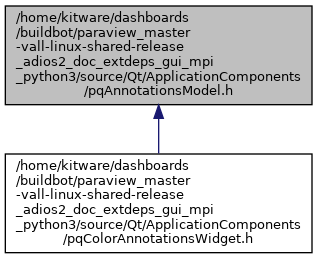 /home/kitware/dashboards
/buildbot/paraview_master
-vall-linux-shared-release
_adios2_doc_extdeps_gui_mpi
_python3/source/Qt/ApplicationComponents
/pqAnnotationsModel.h
/home/kitware/dashboards
/buildbot/paraview_master
-vall-linux-shared-release
_adios2_doc_extdeps_gui_mpi
_python3/source/Qt/ApplicationComponents
/pqColorAnnotationsWidget.h